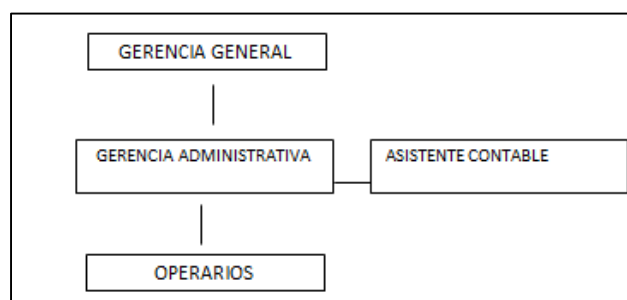 GERENCIA GENERAL
GERENCIA ADMINISTRATIVA
ASISTENTE CONTABLE
OPERARIOS